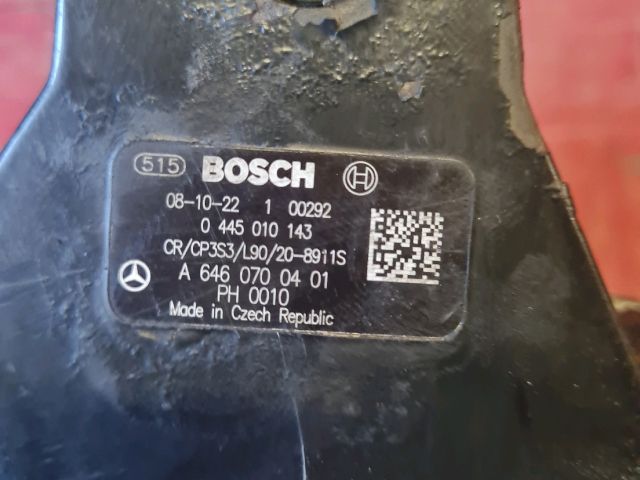 515 BOSCH
08-10-22 1 00292
0 445 010 143
CR/CP3S3/L90/20-8911S
A 646 070 04 01
PH 0010
Made in Czech Republic